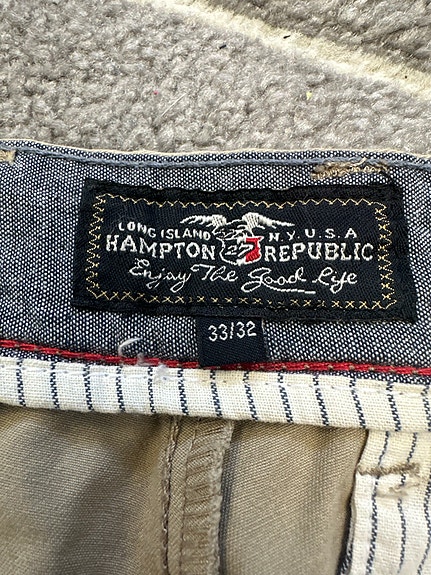 LONG ISLAND N.Y. U.S.A
HAMPTON 27 REPUBLIC
Enjoy The Good Life
33/32